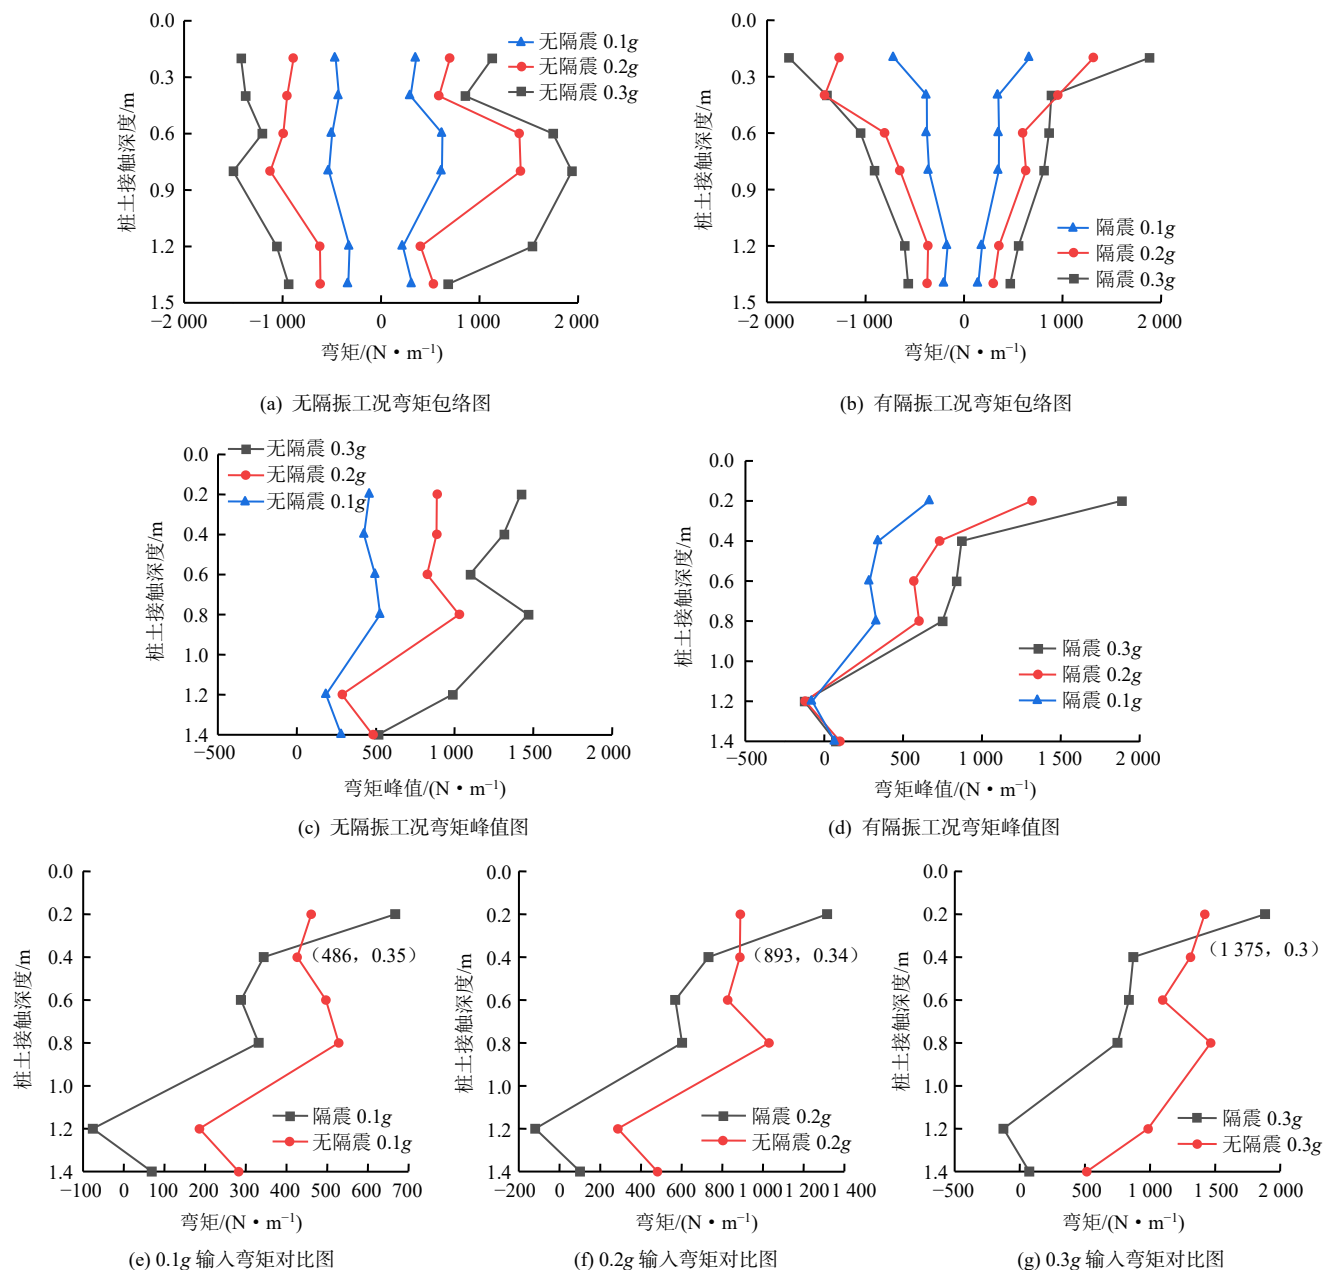 0.0
0.3
0.6
0.9
1.2
1.5
−2 000
−1 000
0
1 000
2 000
桩土接触深度/m
弯矩/(N・m⁻¹)
无隔震 0.1g
无隔震 0.2g
无隔震 0.3g
(a) 无隔振工况弯矩包络图
0.0
0.3
0.6
0.9
1.2
1.5
−2 000
−1 000
0
1 000
2 000
桩土接触深度/m
弯矩/(N・m⁻¹)
隔震 0.1g
隔震 0.2g
隔震 0.3g
(b) 有隔振工况弯矩包络图
0.0
0.2
0.4
0.6
0.8
1.0
1.2
1.4
−500
0
500
1 000
1 500
2 000
桩土接触深度/m
弯矩峰值/(N・m⁻¹)
无隔震 0.3g
无隔震 0.2g
无隔震 0.1g
(c) 无隔振工况弯矩峰值图
0.0
0.2
0.4
0.6
0.8
1.0
1.2
1.4
−500
0
500
1 000
1 500
2 000
桩土接触深度/m
弯矩峰值/(N・m⁻¹)
隔震 0.3g
隔震 0.2g
隔震 0.1g
(d) 有隔振工况弯矩峰值图
0.0
0.2
0.4
0.6
0.8
1.0
1.2
1.4
−100
0
100
200
300
400
500
600
700
桩土接触深度/m
弯矩/(N・m⁻¹)
（486，0.35）
隔震 0.1g
无隔震 0.1g
(e) 0.1g 输入弯矩对比图
0.0
0.2
0.4
0.6
0.8
1.0
1.2
1.4
−200
0
200
400
600
800
1 000
1 400
桩土接触深度/m
弯矩/(N・m⁻¹)
（893，0.34）
隔震 0.2g
无隔震 0.2g
(f) 0.2g 输入弯矩对比图
0.0
0.2
0.4
0.6
0.8
1.0
1.2
1.4
−500
0
500
1 000
1 500
2 000
桩土接触深度/m
弯矩/(N・m⁻¹)
（1 375，0.3）
隔震 0.3g
无隔震 0.3g
(g) 0.3g 输入弯矩对比图